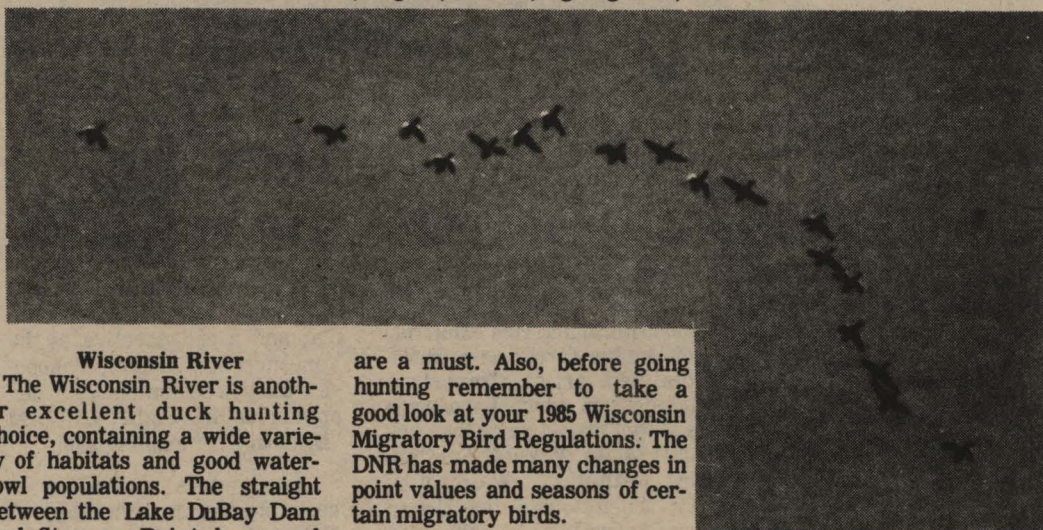 Wisconsin River
The Wisconsin River is anoth-
r excellent duck hunting
hoice, containing a wide varie-
y of habitats and good water-
owl populations. The straight
etween the Lake DuBay Dam
are a must. Also, before going
hunting remember to take a
good look at your 1985 Wisconsin
Migratory Bird Regulations. The
DNR has made many changes in
point values and seasons of cer-
tain migratory birds.